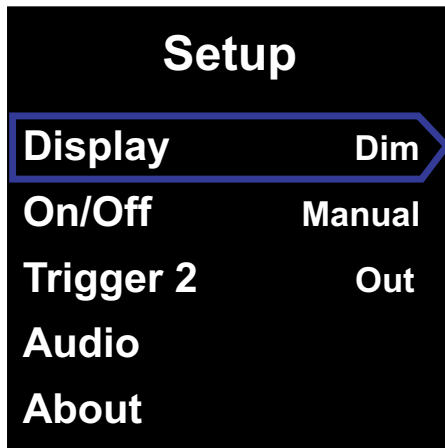 Setup
Display Dim
On/Off Manual
Trigger 2 Out
Audio
About